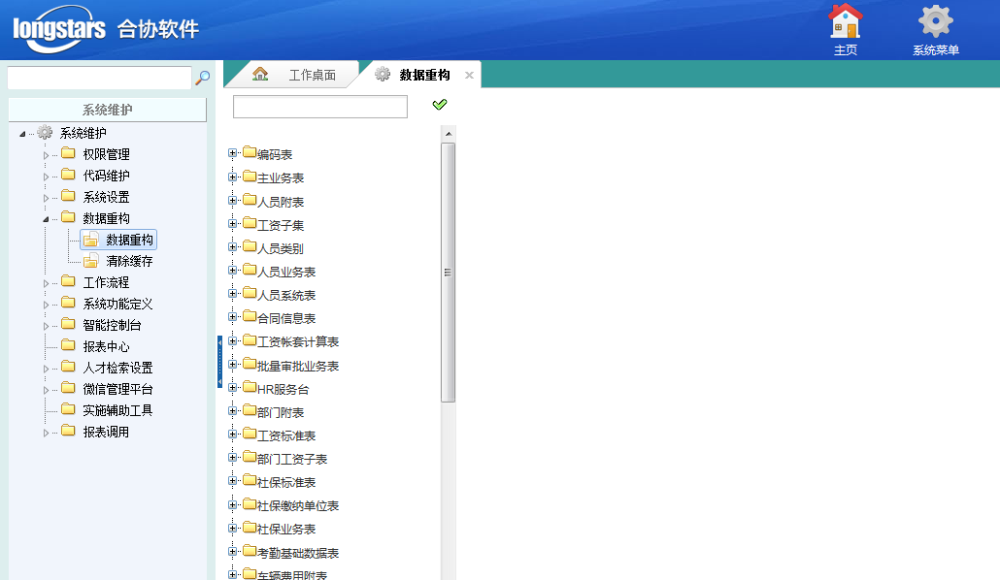 longstars 合协软件
主页
系统菜单
工作桌面
数据重构
系统维护
系统维护
权限管理
代码维护
系统设置
数据重构
数据重构
清除缓存
工作流程
系统功能定义
智能控制台
报表中心
人才检索设置
微信管理平台
实施辅助工具
报表调用
编码表
主业务表
人员附表
工资子集
人员类别
人员业务表
人员系统表
合同信息表
工资帐套计算表
批量审批业务表
HR服务台
部门附表
工资标准表
部门工资子表
社保标准表
社保缴纳单位表
社保业务表
考勤基础数据表
车辆费用附表